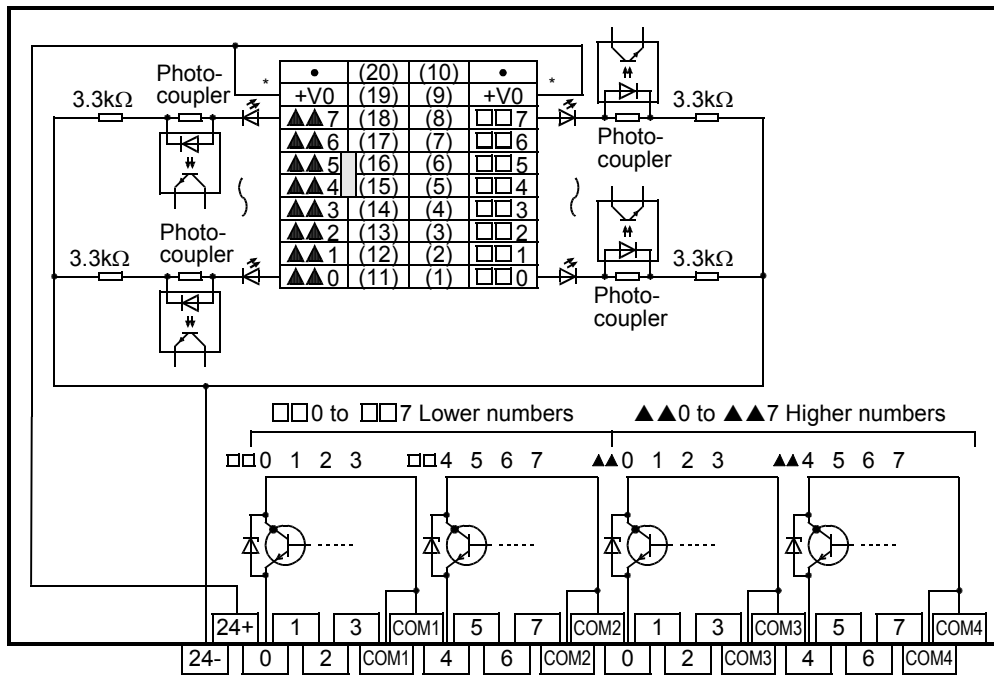 • (20) (10) •
* *
+V0 (19) (9) +V0
▲▲7 (18) (8) □□7
▲▲6 (17) (7) □□6
▲▲5 (16) (6) □□5
▲▲4 (15) (5) □□4
▲▲3 (14) (4) □□3
▲▲2 (13) (3) □□2
▲▲1 (12) (2) □□1
▲▲0 (11) (1) □□0
3.3kΩ
Photo-
coupler
3.3kΩ
Photo-
coupler
Photo-
coupler
3.3kΩ
Photo-
coupler
3.3kΩ
□□0 to □□7 Lower numbers ▲▲0 to ▲▲7 Higher numbers
□□0 1 2 3 □□4 5 6 7 ▲▲0 1 2 3 ▲▲4 5 6 7
24+ 1 3 COM1 5 7 COM2 1 3 COM3 5 7 COM4
24- 0 2 COM1 4 6 COM2 0 2 COM3 4 6 COM4